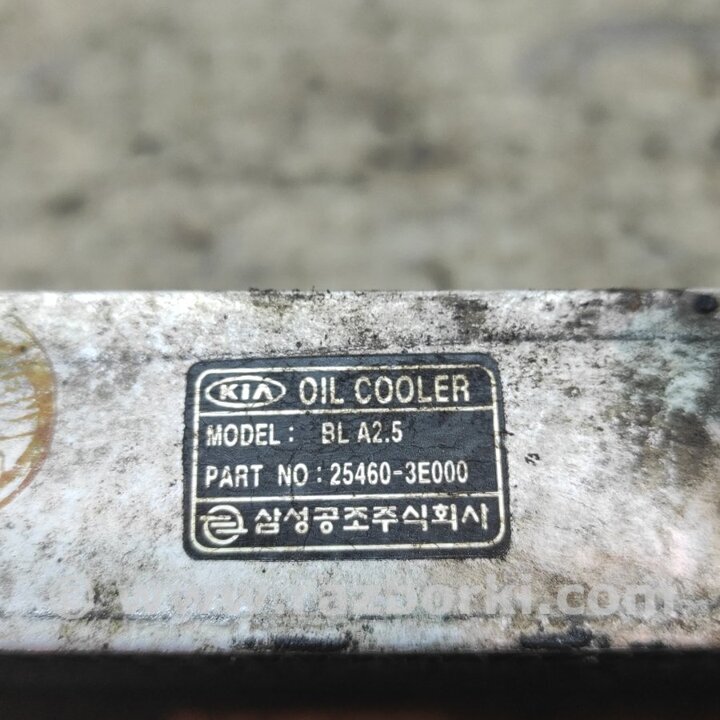 KIA OIL COOLER
MODEL: BL A2.5
PART NO: 25460-3E000
삼성공조주식회사
www.razborki.com